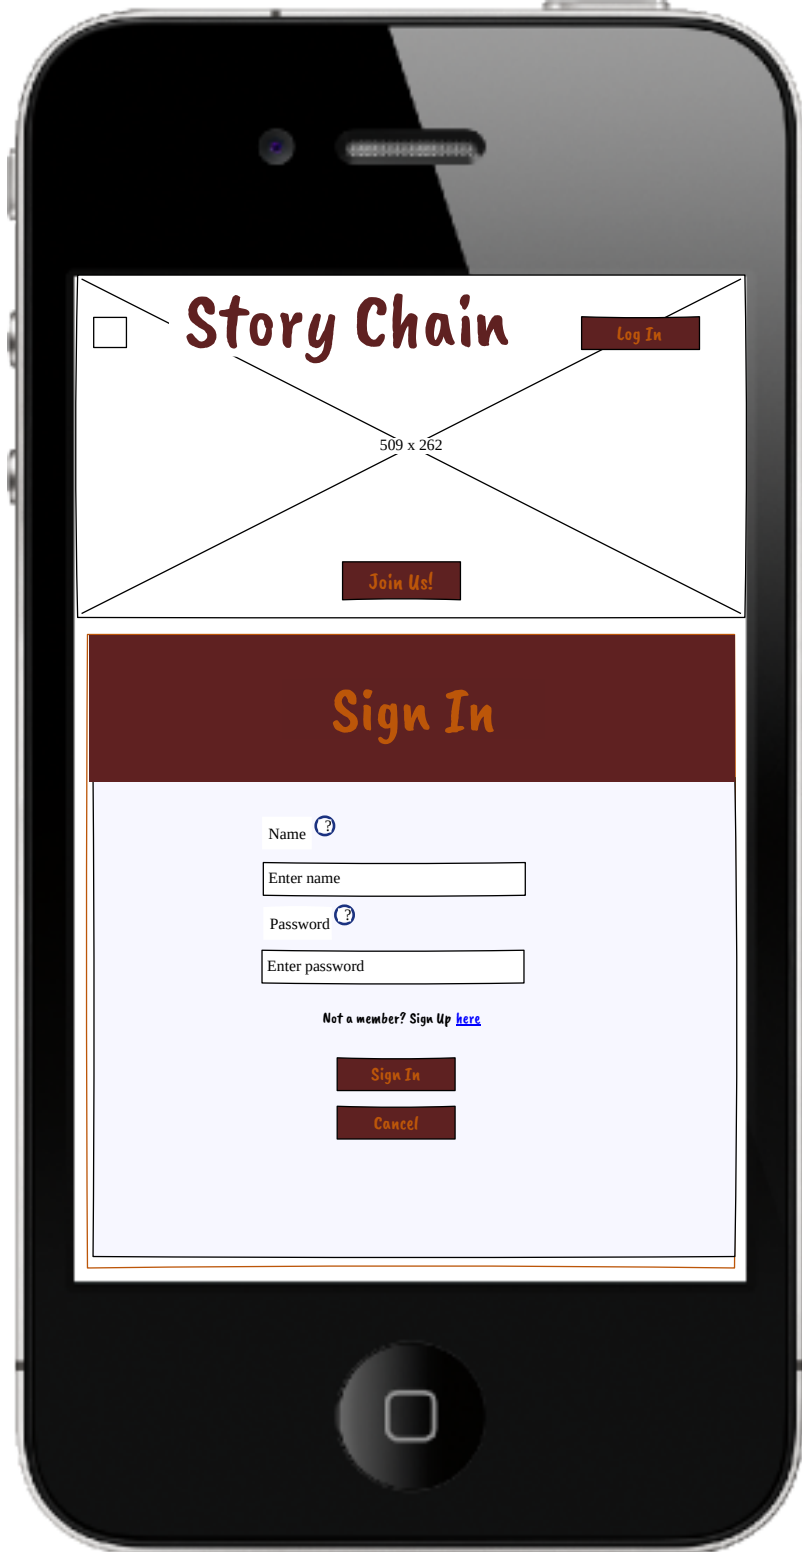 Story Chain
Log In
509 x 262
Join Us!
Sign In
Name ?
Enter name
Password ?
Enter password
Not a member? Sign Up here
Sign In
Cancel